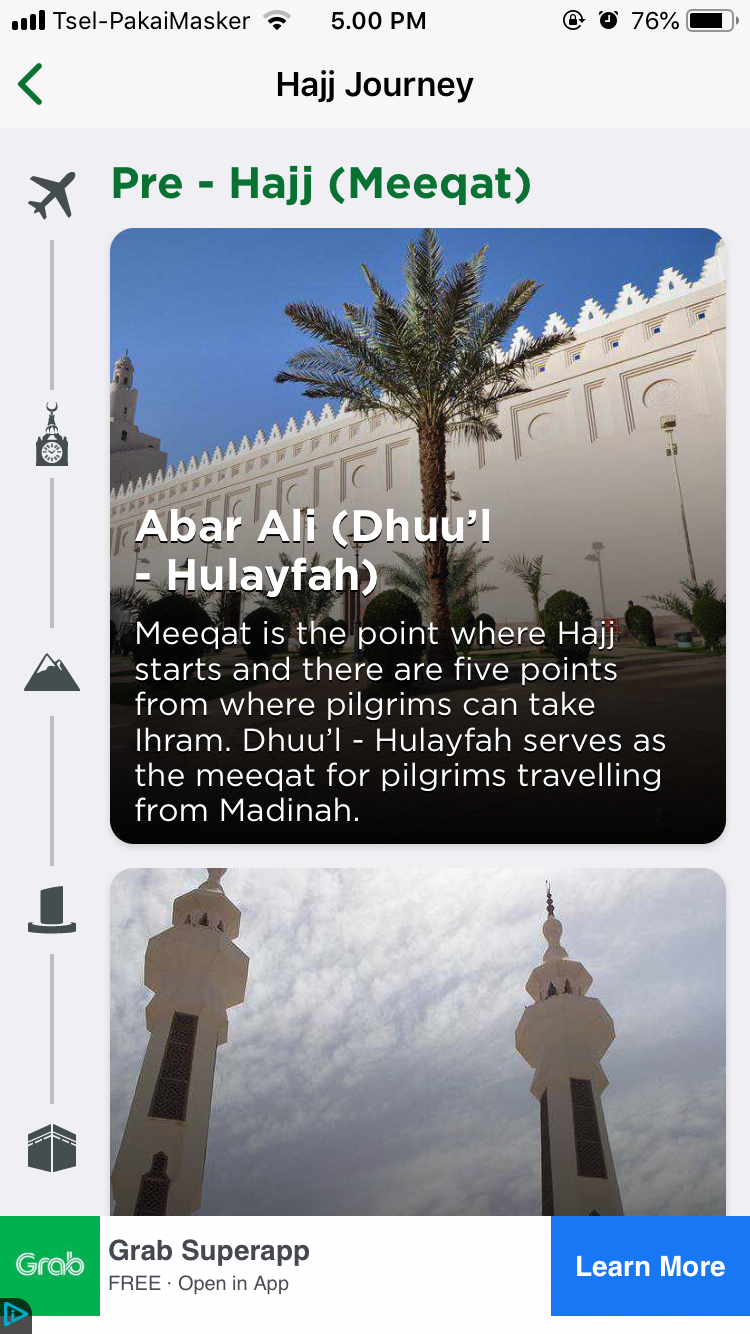 Tsel-PakaiMasker 5.00 PM 76%
Hajj Journey
Pre - Hajj (Meeqat)
Abar Ali (Dhuu’l
- Hulayfah)
Meeqat is the point where Hajj
starts and there are five points
from where pilgrims can take
Ihram. Dhuu’l - Hulayfah serves as
the meeqat for pilgrims travelling
from Madinah.
Grab
Grab Superapp
FREE · Open in App
Learn More